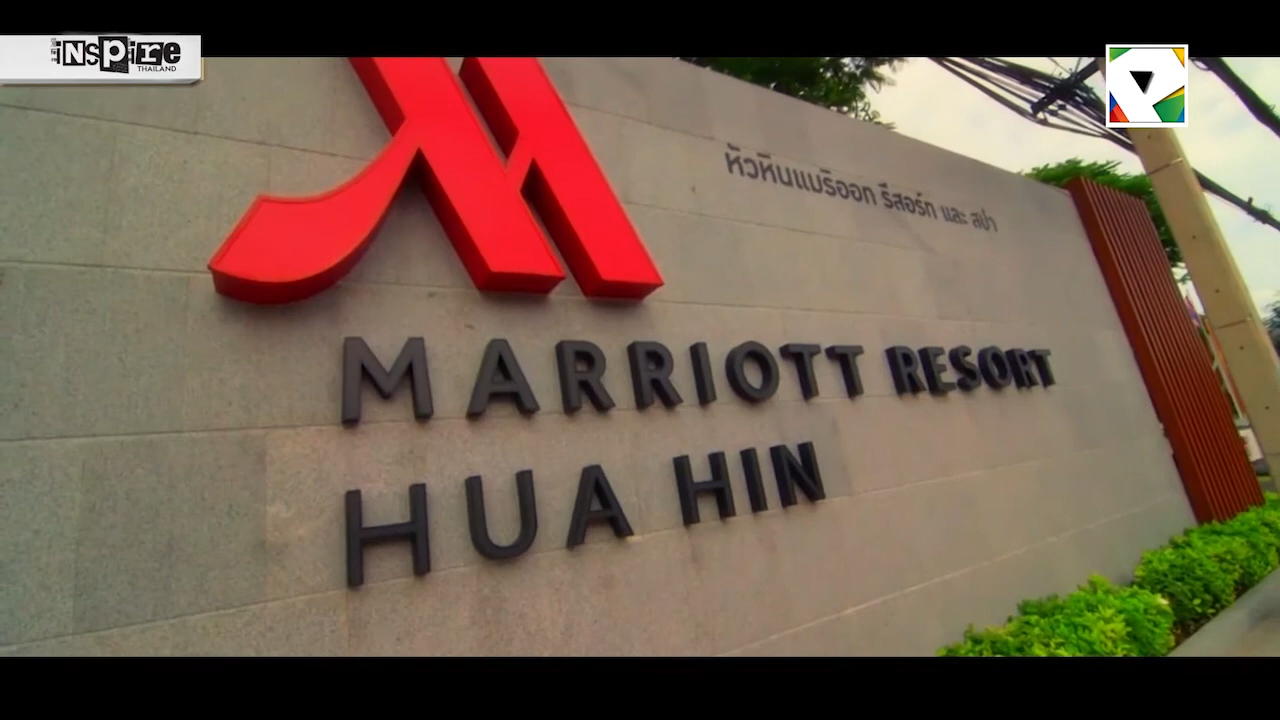 iNspire
THAILAND
หัวหินแมริออท รีสอร์ท และ สปา
MARRIOTT RESORT
HUA HIN